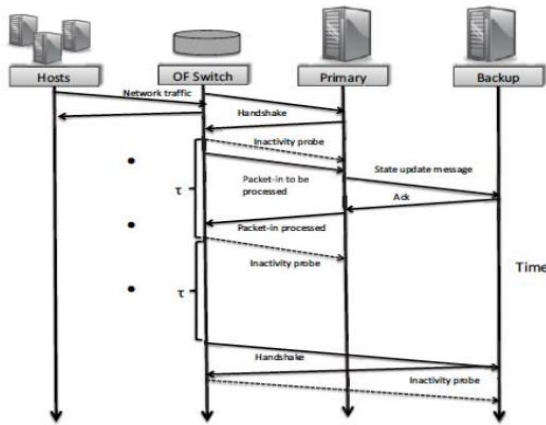 Hosts
OF Switch
Primary
Backup
Network traffic
Handshake
Inactivity probe
State update message
Packet-in to be
processed
τ
Ack
Packet-in processed
Inactivity probe
Time
τ
Handshake
Inactivity probe